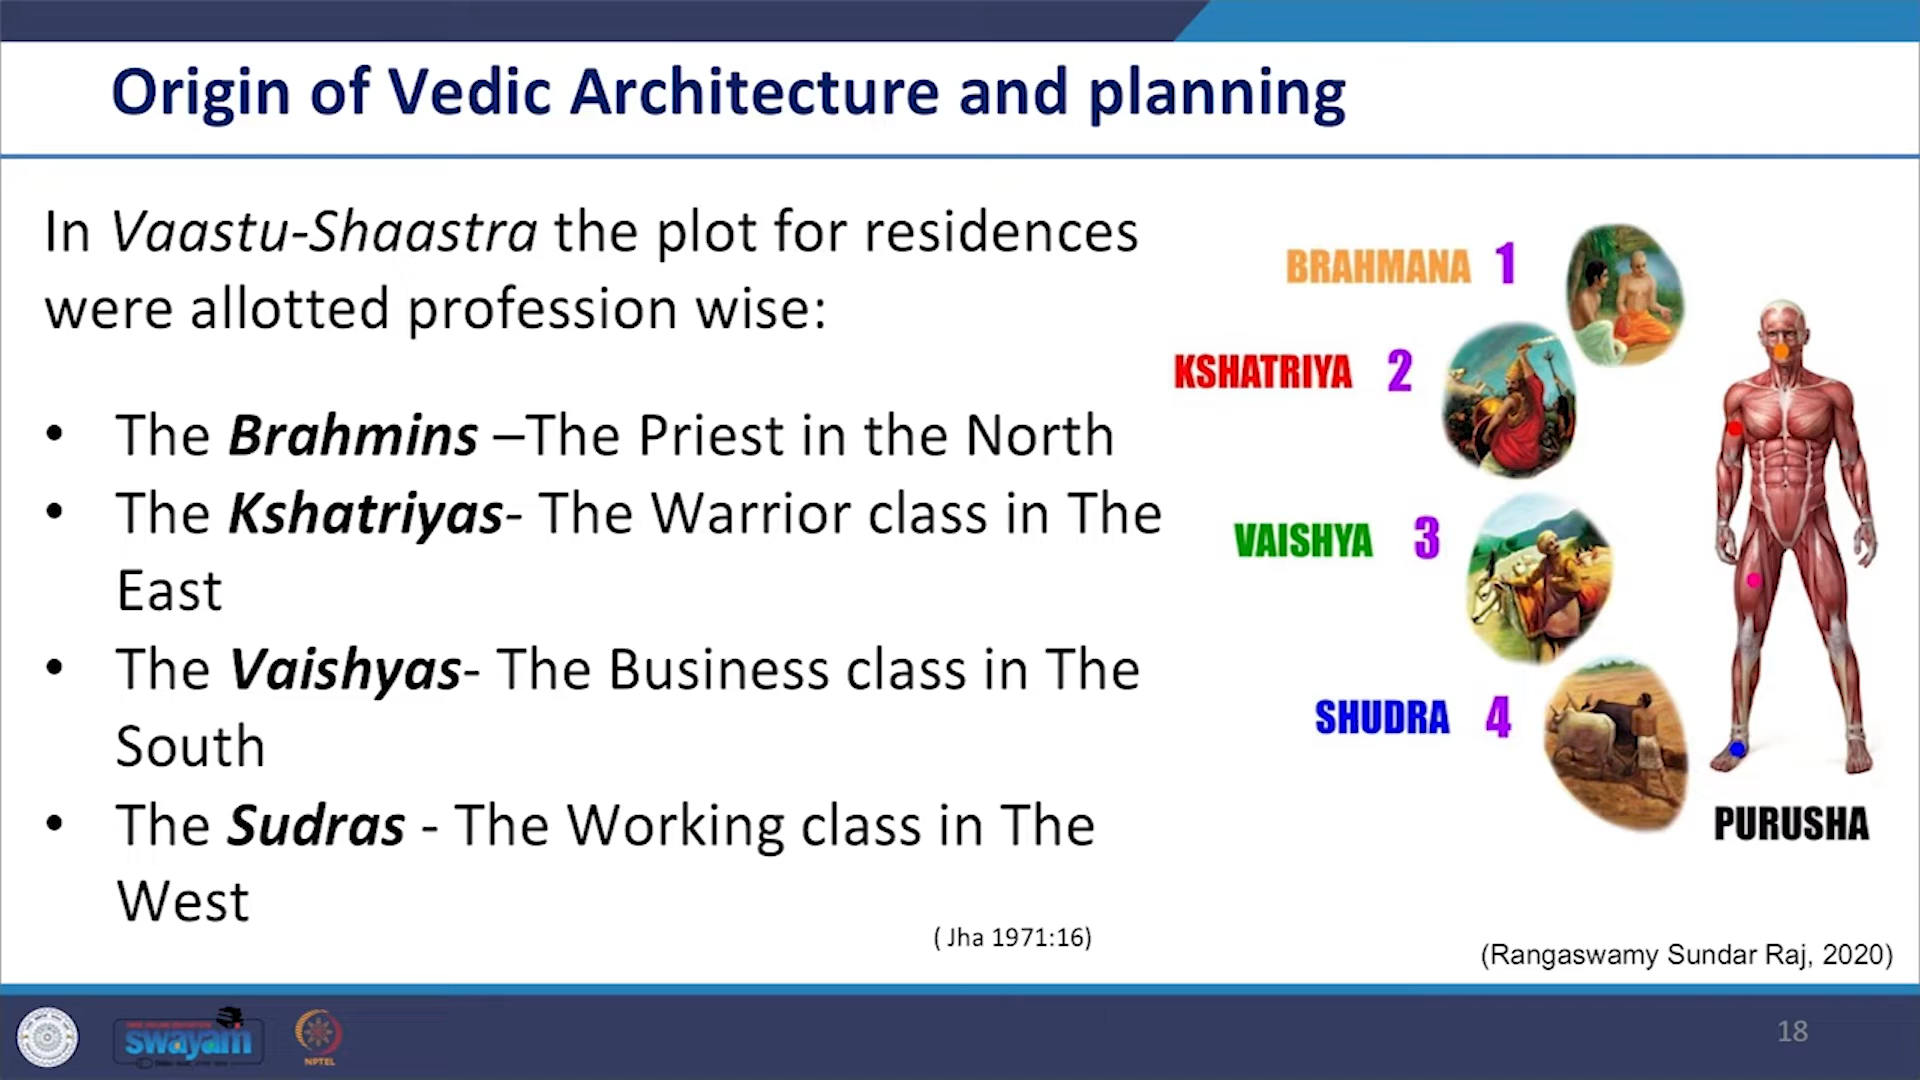 Origin of Vedic Architecture and planning
In Vaastu-Shaastra the plot for residences
were allotted profession wise:
• The Brahmins –The Priest in the North
• The Kshatriyas- The Warrior class in The
East
• The Vaishyas- The Business class in The
South
• The Sudras - The Working class in The
West
( Jha 1971:16)
BRAHMANA 1
KSHATRIYA 2
VAISHYA 3
SHUDRA 4
PURUSHA
(Rangaswamy Sundar Raj, 2020)
swayam
NPTEL
18